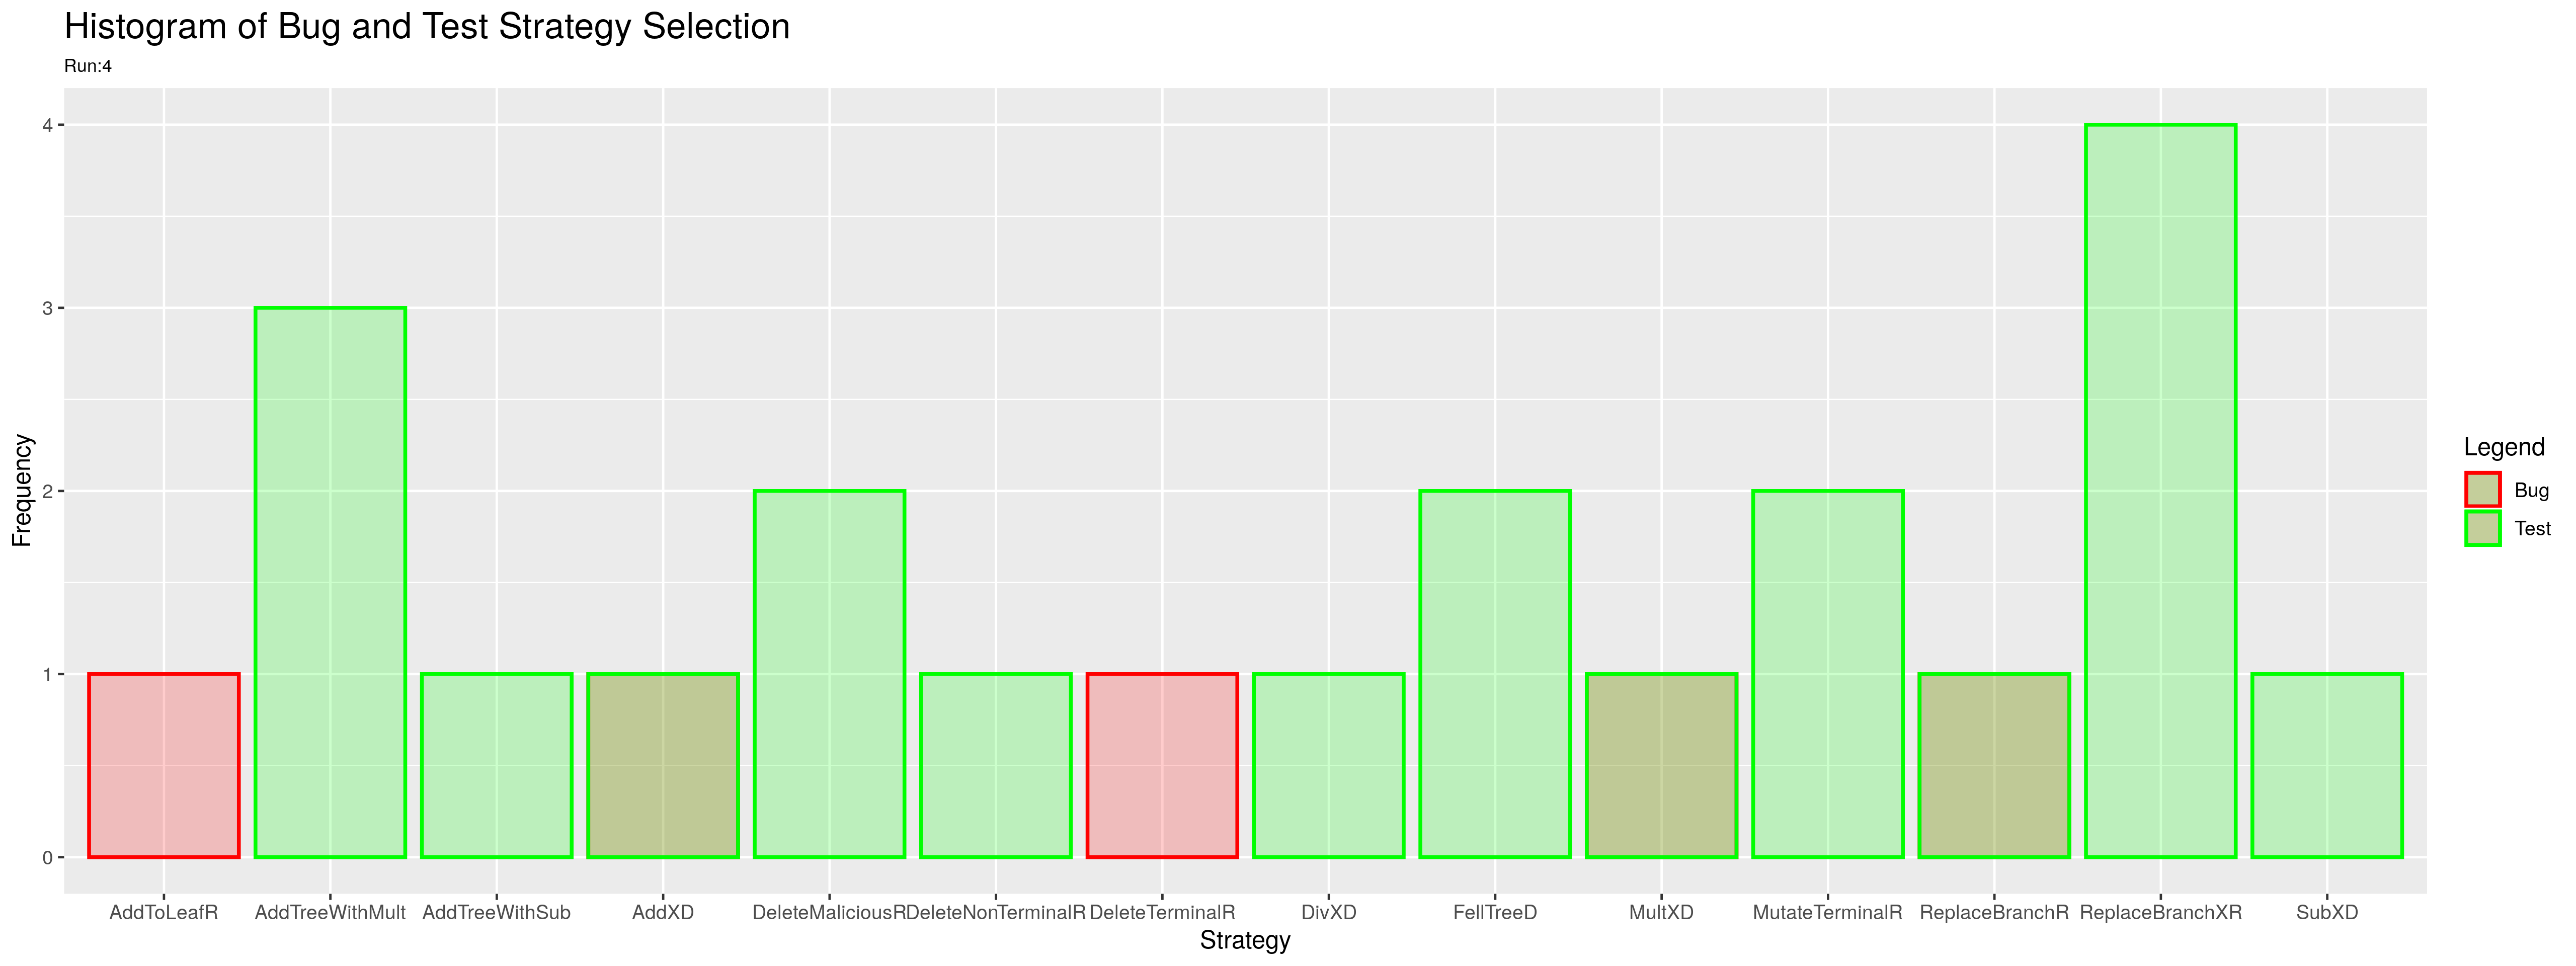 Histogram of Bug and Test Strategy Selection
Run:4
4
3
2
1
0
Frequency
AddToLeafR AddTreeWithMult AddTreeWithSub AddXD DeleteMaliciousR DeleteNonTerminalR DeleteTerminalR DivXD FellTreeD MultXD MutateTerminalR ReplaceBranchR ReplaceBranchXR SubXD
Strategy
Legend
Bug
Test